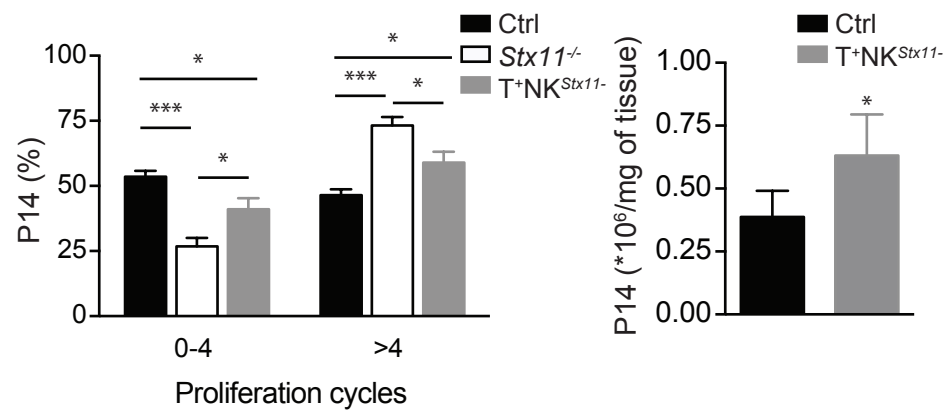 Ctrl
Stx11-/-
T+NKStx11-
*
***
*
*
***
*
100
75
50
25
0
P14 (%)
0-4
>4
Proliferation cycles
Ctrl
T+NKStx11-
*
1.00
0.75
0.50
0.25
0.00
P14 (*10⁶/mg of tissue)